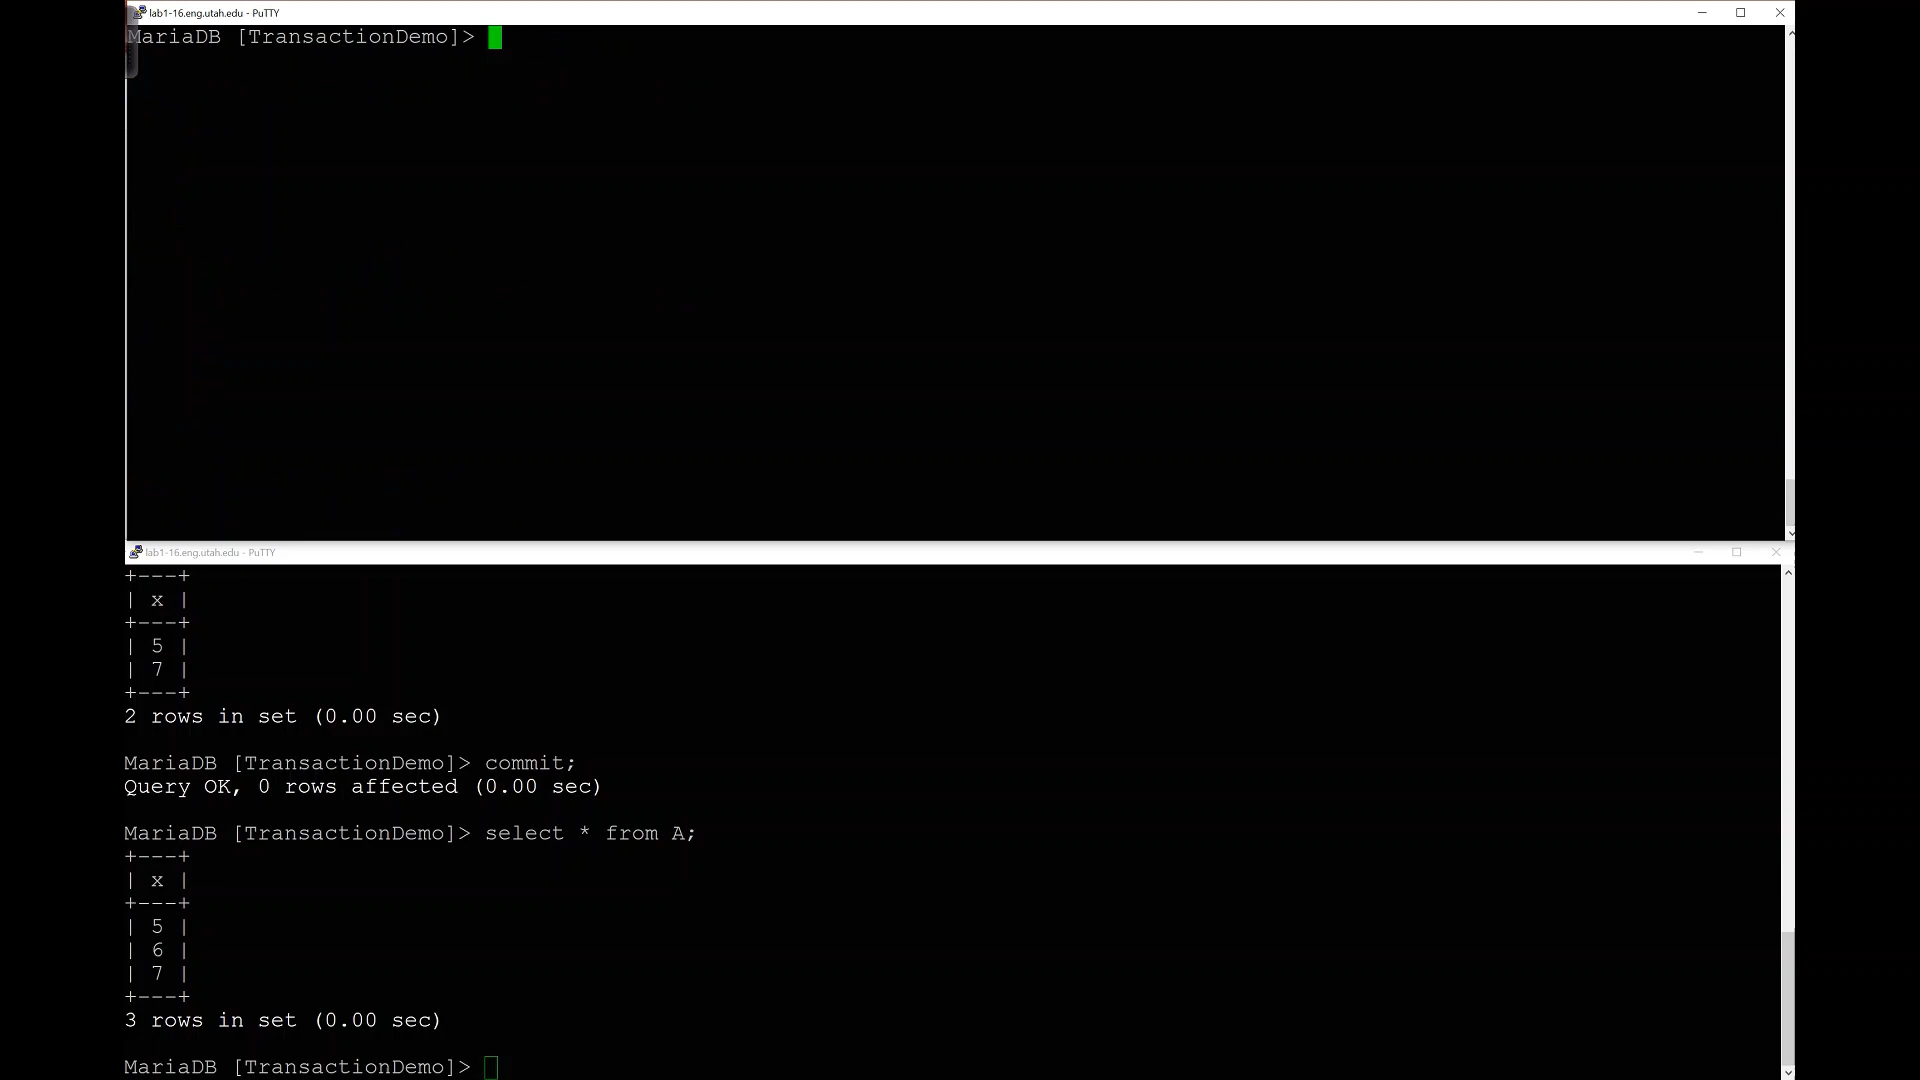 lab1-16.eng.utah.edu - PuTTY
MariaDB [TransactionDemo]>
lab1-16.eng.utah.edu - PuTTY
+---+
| x |
+---+
| 5 |
| 7 |
+---+
2 rows in set (0.00 sec)
MariaDB [TransactionDemo]> commit;
Query OK, 0 rows affected (0.00 sec)
MariaDB [TransactionDemo]> select * from A;
+---+
| x |
+---+
| 5 |
| 6 |
| 7 |
+---+
3 rows in set (0.00 sec)
MariaDB [TransactionDemo]>